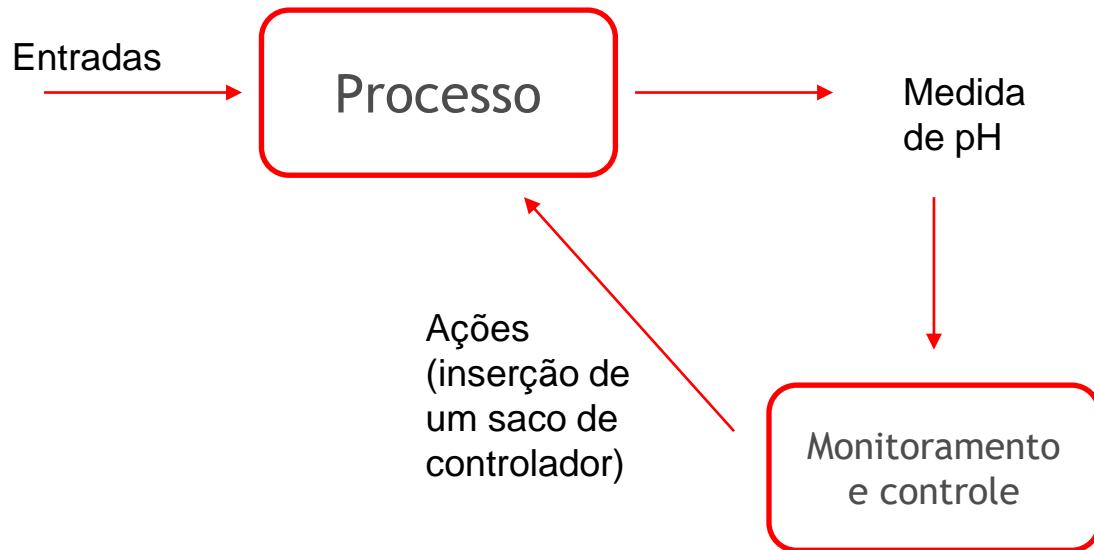 Entradas
Processo
Medida
de pH
Ações
(inserção de
um saco de
controlador)
Monitoramento
e controle